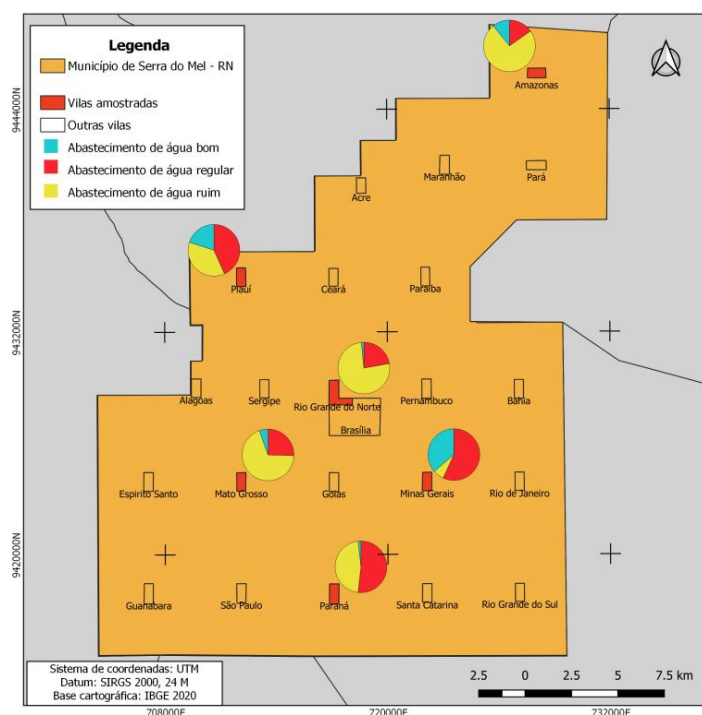 Legenda
Município de Serra do Mel - RN
Vilas amostradas
Outras vilas
Abastecimento de água bom
Abastecimento de água regular
Abastecimento de água ruim
9444000N
Amazonas
Acre
Maranhão
Pará
Piauí
Ceará
Paraíba
9432000N
Alagoas
Sergipe
Rio Grande do Norte
Pernambuco
Bahia
Brasília
Espirito Santo
Mato Grosso
Goías
Minas Gerais
Rio de Janeiro
9420000N
Guanabara
São Paulo
Paraná
Santa Catarina
Rio Grande do Sul
Sistema de coordenadas: UTM
Datum: SIRGS 2000, 24 M
Base cartográfica: IBGE 2020
2.5 0 2.5 5 7.5 km
708000E 720000E 732000E